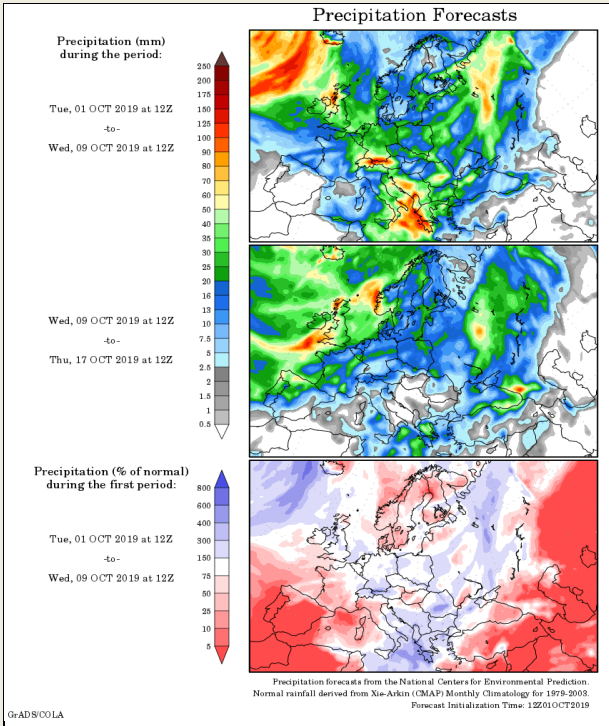 Precipitation Forecasts
Precipitation (mm)
during the period:
Tue, 01 OCT 2019 at 12Z
-to-
Wed, 09 OCT 2019 at 12Z
250
200
175
150
125
100
90
80
70
60
50
45
40
35
30
25
20
16
13
10
7.5
5
2.5
2
1.5
1
0.5
Wed, 09 OCT 2019 at 12Z
-to-
Thu, 17 OCT 2019 at 12Z
Precipitation (% of normal)
during the first period:
Tue, 01 OCT 2019 at 12Z
-to-
Wed, 09 OCT 2019 at 12Z
800
600
400
300
150
75
50
25
10
5
Precipitation forecasts from the National Centers for Environmental Prediction.
Normal rainfall derived from Xie-Arkin (CMAP) Monthly Climatology for 1979-2003.
Forecast Initialization Time: 12Z01OCT2019
GrADS/COLA